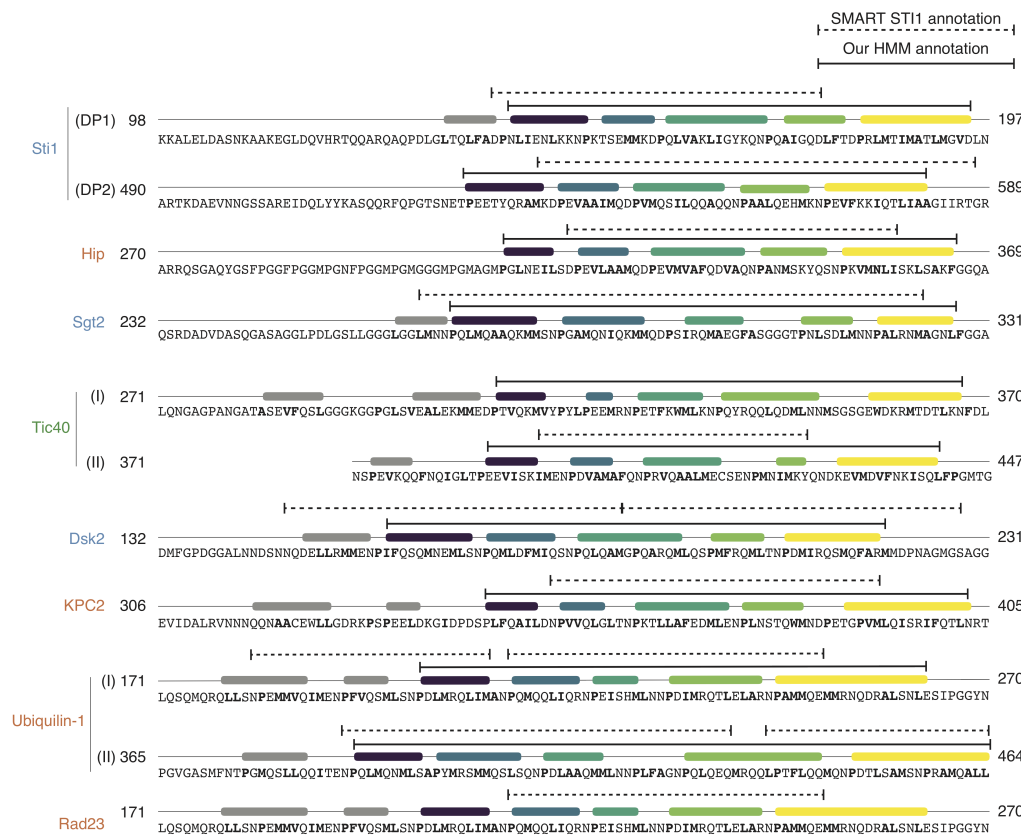 SMART STI1 annotation
Our HMM annotation
Sti1
(DP1) 98 197
KKALELDASNKAAKEGLDQVHRTQQARQAQPDLGLTQLFADPNLIENLKKNPKTSEMMKDPQLVAKLIGYKQNPQAIGQDLFTDPRLMTIMATLMGVDLN
(DP2) 490 589
ARTKDAEVNNGSSAREIDQLYYKASQQRFQPGTSNETPEETYQRAMKDPEVAAIMQDPVMQSILQQAQQNPAALQEHMKNPEVFKKIQTLIAAGIIRTGR
Hip 270 369
ARRQSGAQYGSFPGGFPGGMPGNFPGGMPGMGGGMPGMAGMPGLNEILSDPEVLAAMQDPEVMVAFQDVAQNPANMSKYQSNPKVMNLISKLSAKFGGQA
Sgt2 232 331
QSRDADVDASQGASAGGLPDLGSLLGGGLGGLMNNPQLMQAAQKMMSNPGAMQNIQKMMQDPSIRQMAEGFASGGGTPNLSDLMNNPALRNMAGNLFGGA
Tic40
(I) 271 370
LQNGAGPANGATASEVFQSLGGGKGGPGLSVEALEKMMEDPTVQKMVYPYLPEEMRNPETFKWMLKNPQYRQQLQDMLNNMSGSGEWDKRMTDTLKNFDL
(II) 371 447
NSPEVKQQFNQIGLTPEEVISKIMENPDVAMAFQNPRVQAALMECSENPMNIMKYQNDKEVMDVFNKISQLFPGMTG
Dsk2 132 231
DMFGPDGGALNNDSNNQDELLRMMENPIFQSQMNEMLSNPQMLDFMIQSNPQLQAMGPQARQMLQSPMFRQMLTNPDMIRQSMQFARMMDPNAGMGSAGG
KPC2 306 405
EVIDALRVNNNQQNAACEWLLGDRKPSPEELDKGIDPDSPLFQAILDNPVVQLGLTNPKTLLAFEDMLENPLNSTQWMNDPETGPVMLQISRIFQTLNRT
Ubiquilin-1
(I) 171 270
LQSQMQRQLLSNPEMMVQIMENPFVQSMLSNPDLMRQLIMANPQMQQLIQRNPEISHMLNNPDIMRQTLELARNPAMMQEMMRNQDRALSNLESIPGGYN
(II) 365 464
PGVGASMFNTPGMQSLLQQITENPQLMQNMLSAPYMRSMMQSLSQNPDLAAQMMLNNPLFAGNPQLQEQMRQQLPTFLQQMQNPDTLSAMSNPRAMQALL
Rad23 171 270
LQSQMQRQLLSNPEMMVQIMENPFVQSMLSNPDLMRQLIMANPQMQQLIQRNPEISHMLNNPDIMRQTLELARNPAMMQEMMRNQDRALSNLESIPGGYN